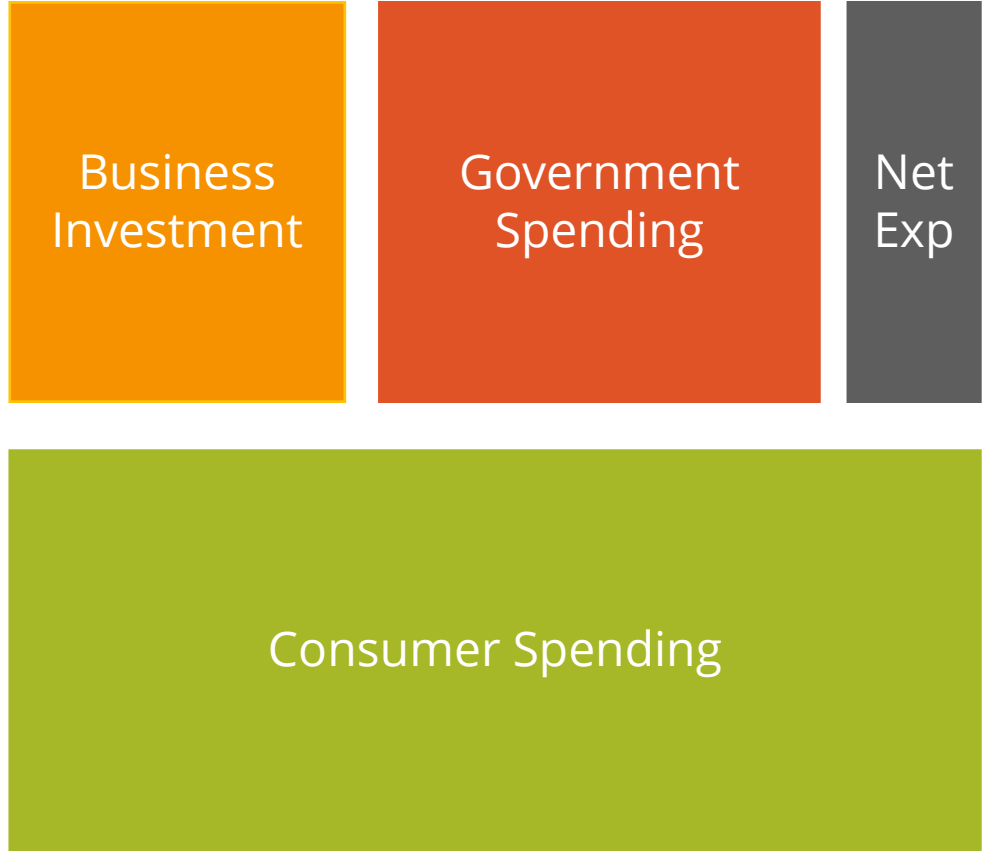 Business
Investment
Government
Spending
Net
Exp
Consumer Spending